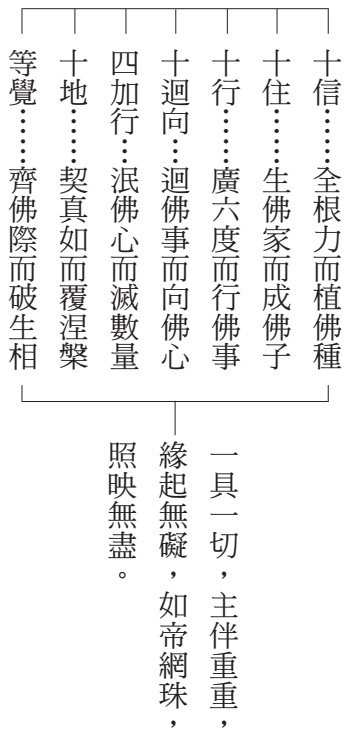 十信……全根力而植佛種
十住……生佛家而成佛子
十行……廣六度而行佛事
十迴向…迴佛事而向佛心
四加行…泯佛心而滅數量
十地……契真如而覆涅槃
等覺……齊佛際而破生相
一具一切，主伴重重，
緣起無礙，如帝網珠，
照映無盡。